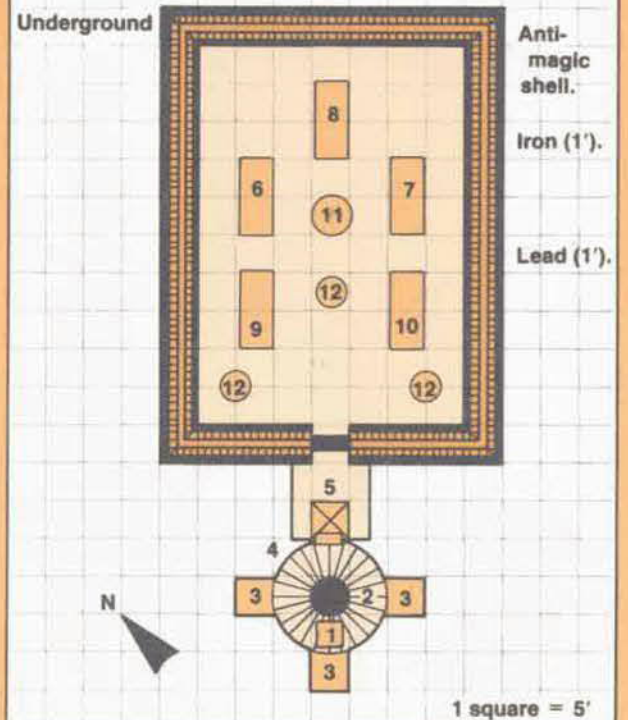 Underground
Anti-
magic
shell.
8
Iron (1').
6
7
11
Lead (1').
12
9
10
12
12
5
4
N
3
2
3
1
3
1 square = 5'